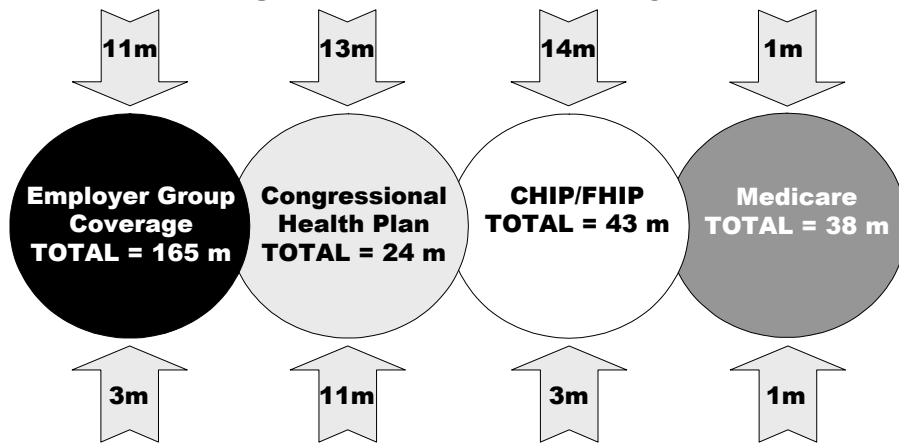 11m
13m
14m
1m
Employer Group
Coverage
TOTAL = 165 m
Congressional
Health Plan
TOTAL = 24 m
CHIP/FHIP
TOTAL = 43 m
Medicare
TOTAL = 38 m
3m
11m
3m
1m